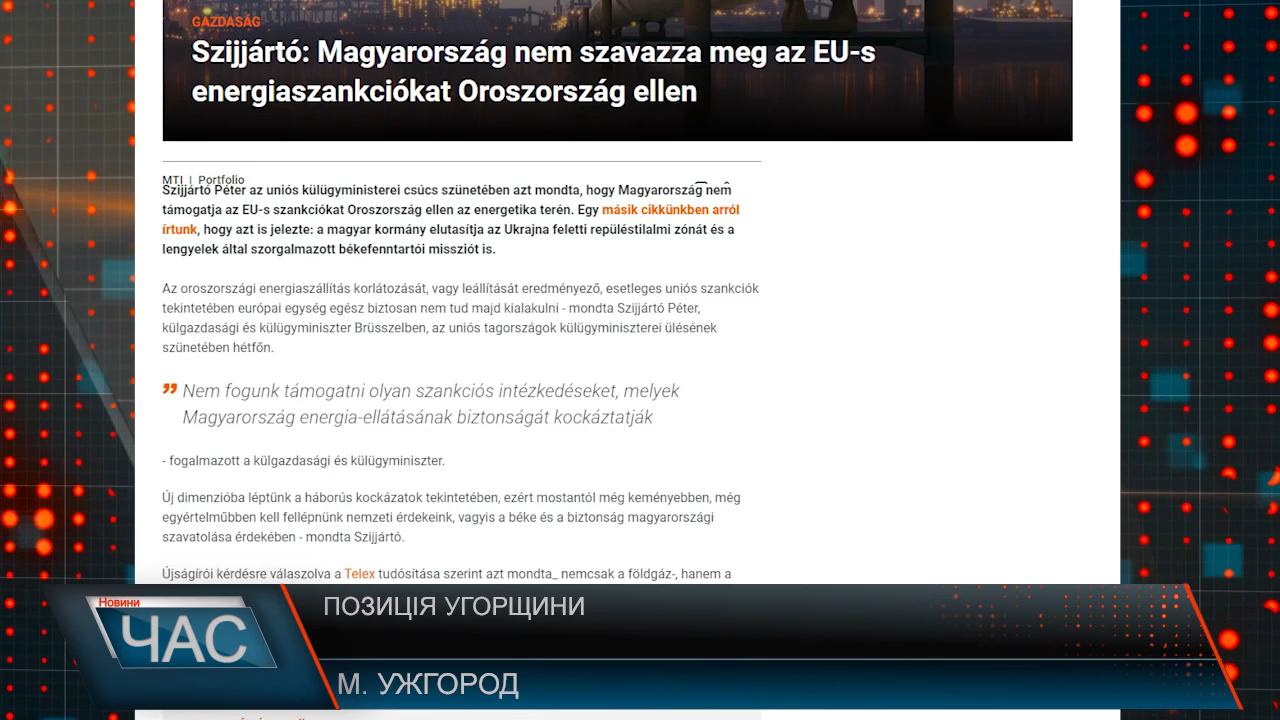 GAZDASÁG
Szijjártó: Magyarország nem szavazza meg az EU-s
energiaszankciókat Oroszország ellen
MTI | Portfolio
Szijjártó Péter az uniós külügyministerei csúcs szünetében azt mondta, hogy Magyarország nem
támogatja az EU-s szankciókat Oroszország ellen az energetika terén. Egy másik cikkünkben arról
írtunk, hogy azt is jelezte: a magyar kormány elutasítja az Ukrajna feletti repüléstilalmi zónát és a
lengyelek által szorgalmazott békefenntartói missziót is.
Az oroszországi energiaszállítás korlátozását, vagy leállítását eredményező, esetleges uniós szankciók
tekintetében európai egység egész biztosan nem tud majd kialakulni - mondta Szijjártó Péter,
külgazdasági és külügyminiszter Brüsszelben, az uniós tagországok külügyminiszterei ülésének
szünetében hétfőn.
Nem fogunk támogatni olyan szankciós intézkedéseket, melyek
Magyarország energia-ellátásának biztonságát kockáztatják
- fogalmazott a külgazdasági és külügyminiszter.
Új dimenzióba léptünk a háborús kockázatok tekintetében, ezért mostantól még keményebben, még
egyértelműbben kell fellépnünk nemzeti érdekeink, vagyis a béke és a biztonság magyarországi
szavatolása érdekében - mondta Szijjártó.
Újságírói kérdésre válaszolva a Telex tudósítása szerint azt mondta_ nemcsak a földgáz-, hanem a
Новини
ЧАС
ПОЗИЦІЯ УГОРЩИНИ
М. УЖГОРОД